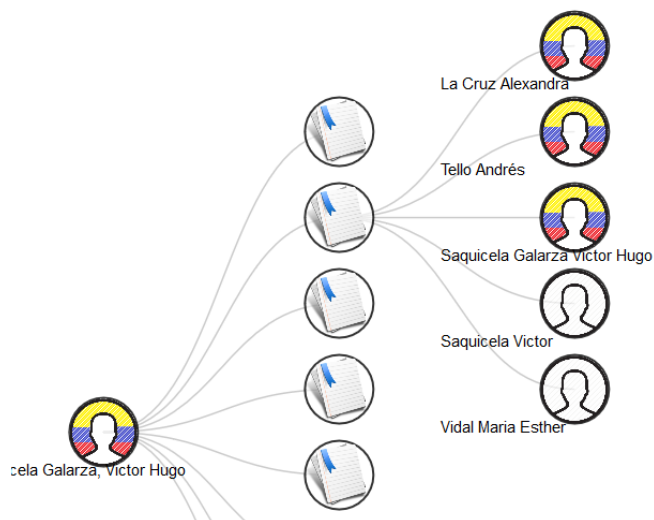 La Cruz Alexandra
Tello Andrés
Saquicela Galarza Victor Hugo
Saquicela Victor
Vidal Maria Esther
cela Galarza, Victor Hugo